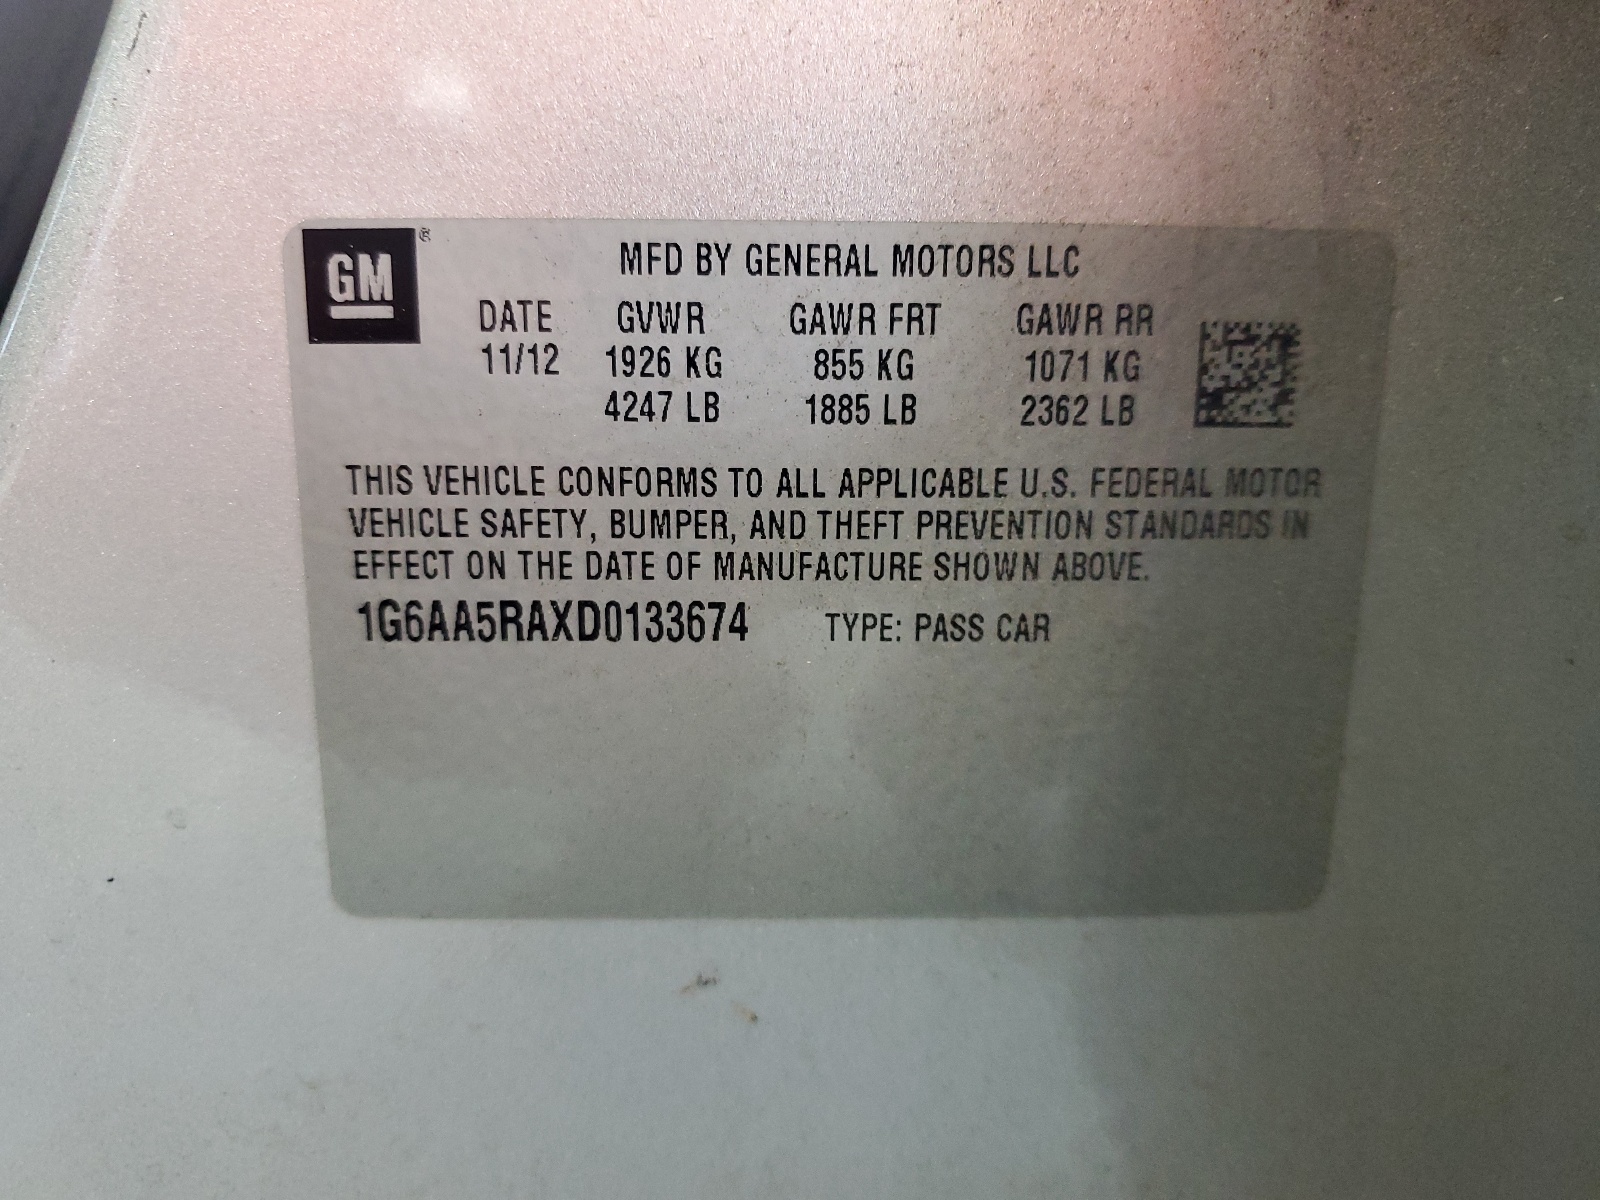 GM®
MFD BY GENERAL MOTORS LLC
DATE GVWR GAWR FRT GAWR RR
11/12 1926 KG 855 KG 1071 KG
4247 LB 1885 LB 2362 LB
THIS VEHICLE CONFORMS TO ALL APPLICABLE U.S. FEDERAL MOTOR
VEHICLE SAFETY, BUMPER, AND THEFT PREVENTION STANDARDS IN
EFFECT ON THE DATE OF MANUFACTURE SHOWN ABOVE.
1G6AA5RAXD0133674 TYPE: PASS CAR